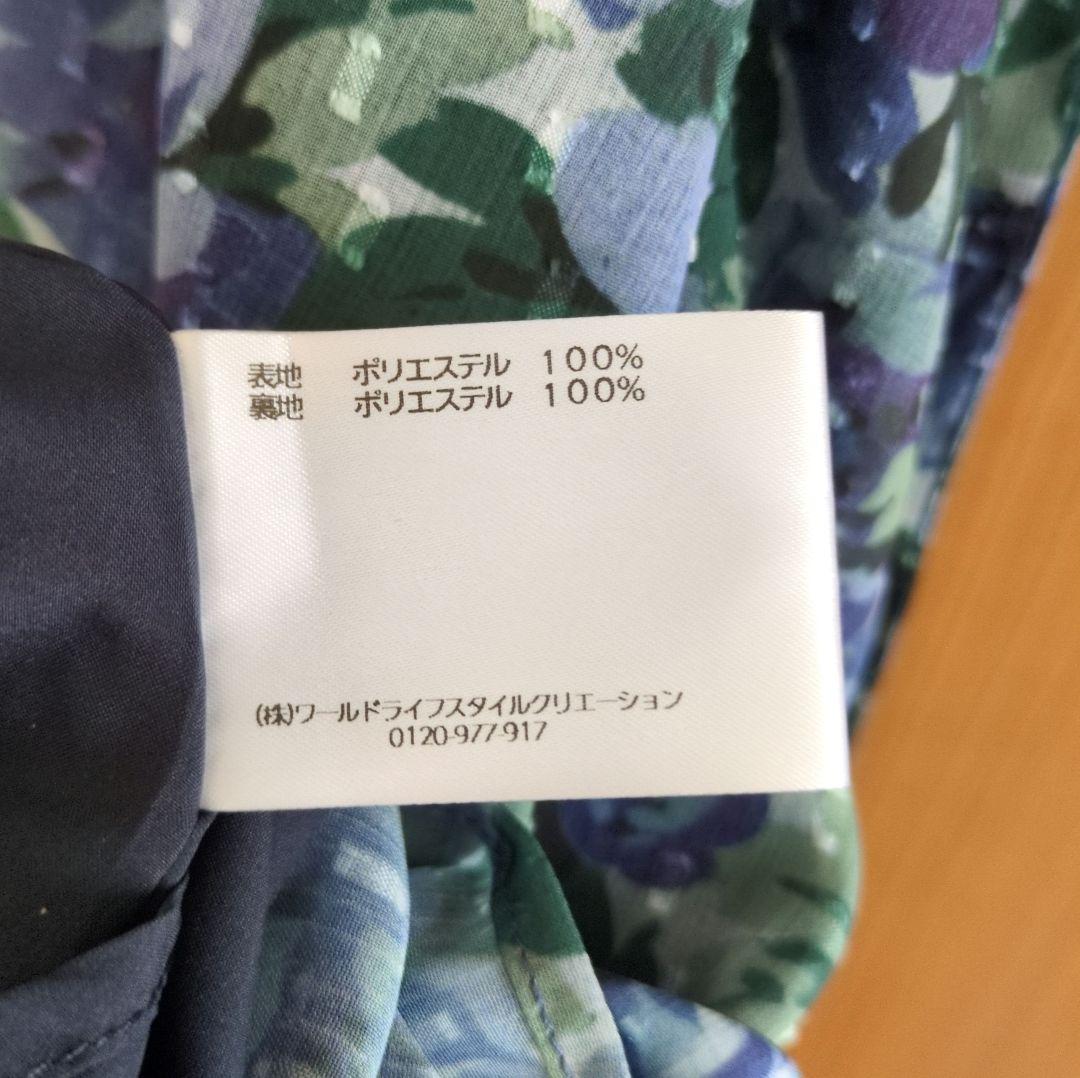 表地 ポリエステル 100%
裏地 ポリエステル 100%
(株)ワールドライフスタイルクリエーション
0120-977-917